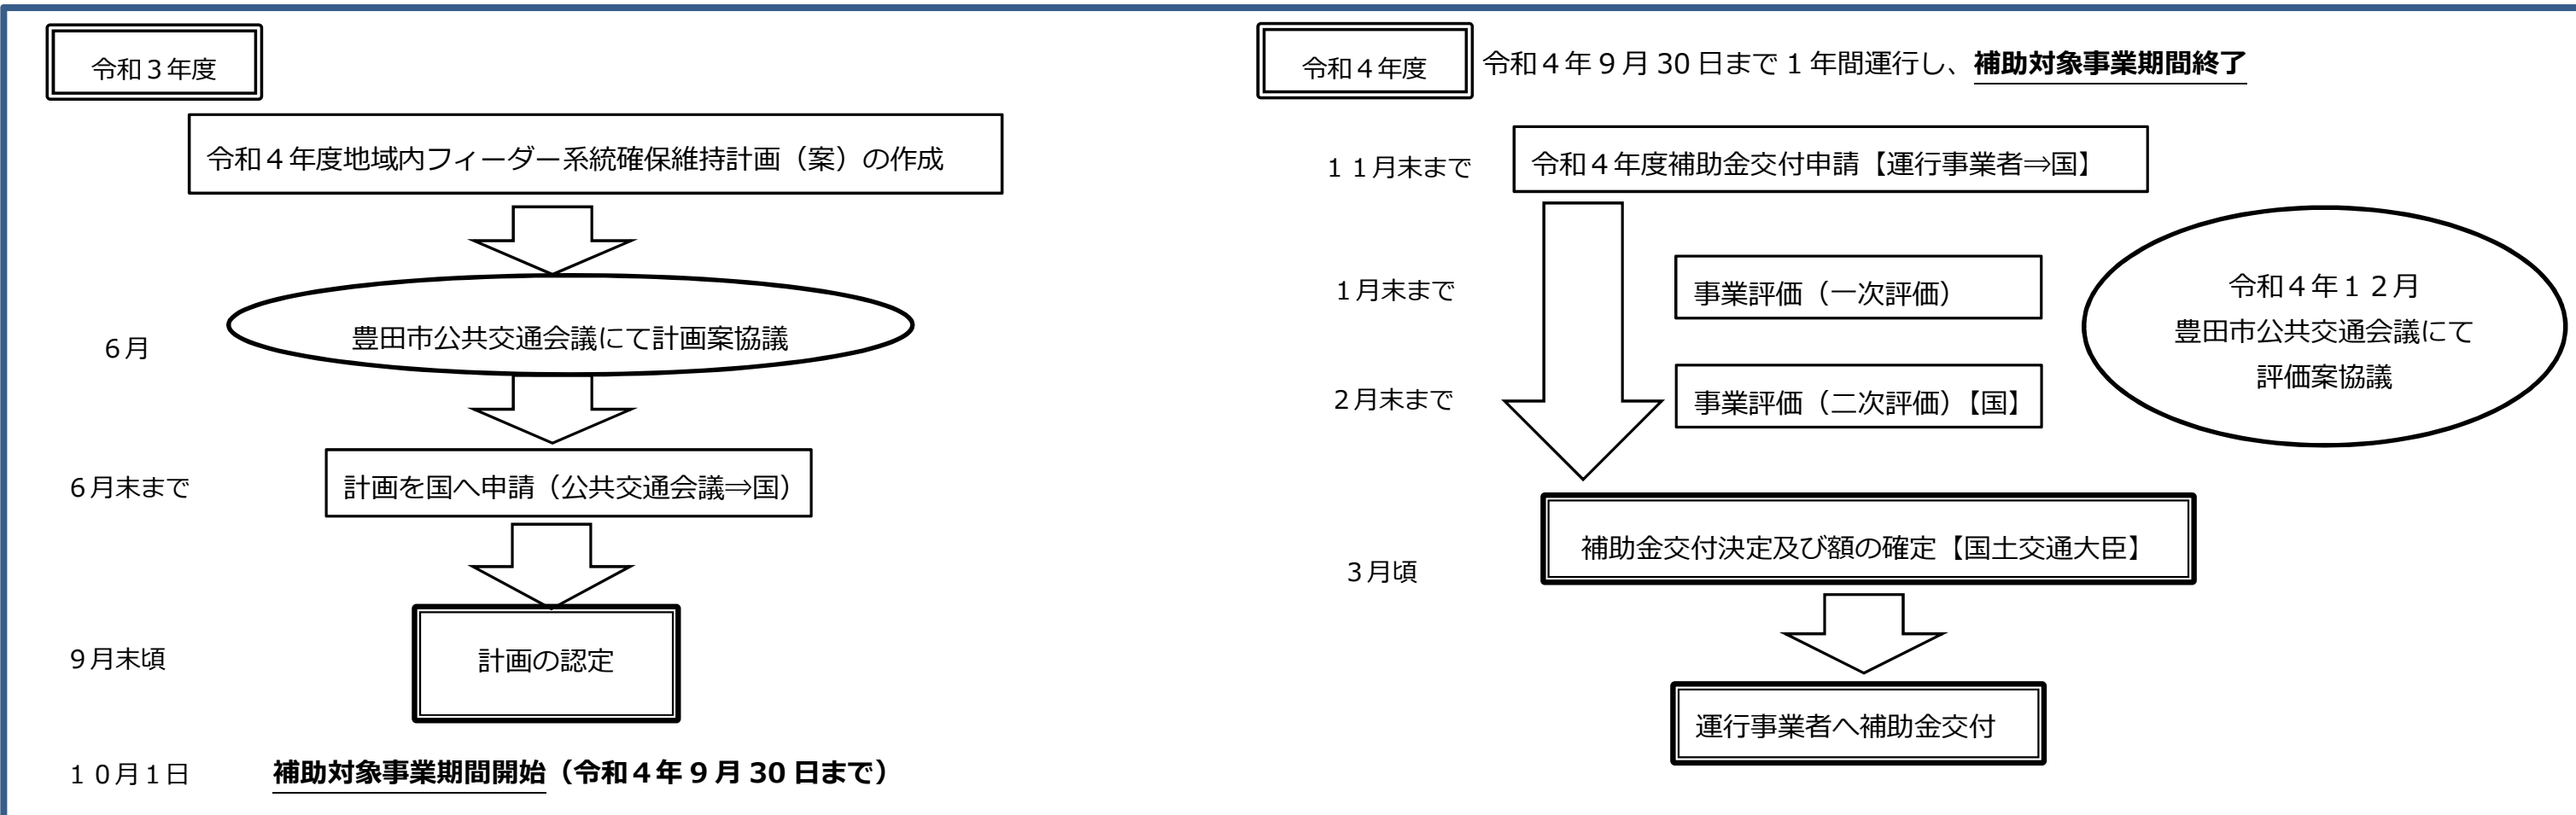 令和３年度
令和４年度地域内フィーダー系統確保維持計画（案）の作成
６月
豊田市公共交通会議にて計画案協議
６月末まで
計画を国へ申請（公共交通会議⇒国）
９月末頃
計画の認定
１０月１日
補助対象事業期間開始（令和４年９月 30 日まで）
令和４年度
令和４年９月 30 日まで１年間運行し、補助対象事業期間終了
１１月末まで
令和４年度補助金交付申請【運行事業者⇒国】
１月末まで
事業評価（一次評価）
２月末まで
事業評価（二次評価）【国】
令和４年１２月
豊田市公共交通会議にて
評価案協議
３月頃
補助金交付決定及び額の確定【国土交通大臣】
運行事業者へ補助金交付